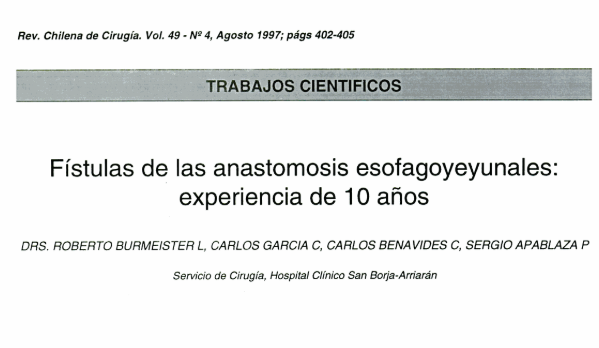 Rev. Chilena de Cirugía. Vol. 49 - Nº 4, Agosto 1997; págs 402-405
TRABAJOS CIENTIFICOS
Fístulas de las anastomosis esofagoyeyunales:
experiencia de 10 años
DRS. ROBERTO BURMEISTER L, CARLOS GARCIA C, CARLOS BENAVIDES C, SERGIO APABLAZA P
Servicio de Cirugía, Hospital Clínico San Borja-Arriarán